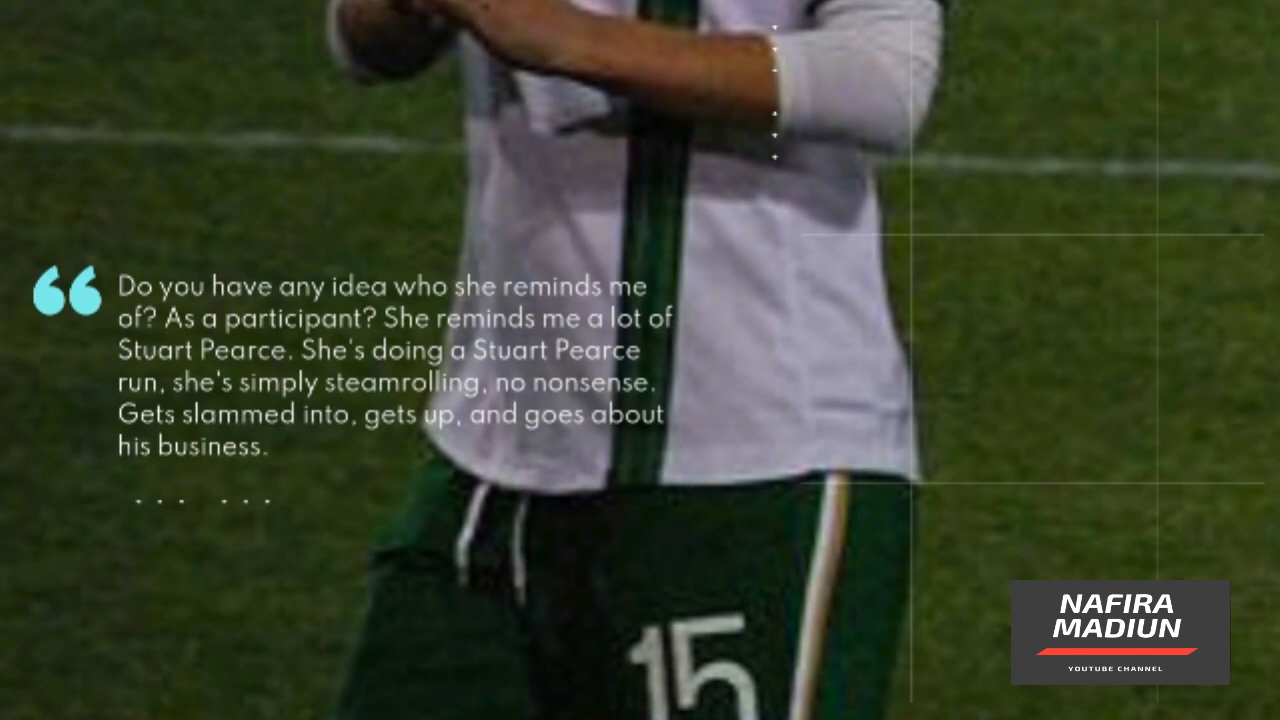 Do you have any idea who she reminds me
of? As a participant? She reminds me a lot of
Stuart Pearce. She's doing a Stuart Pearce
run, she's simply steamrolling, no nonsense.
Gets slammed into, gets up, and goes about
his business.
15
NAFIRA
MADIUN
YOUTUBE CHANNEL